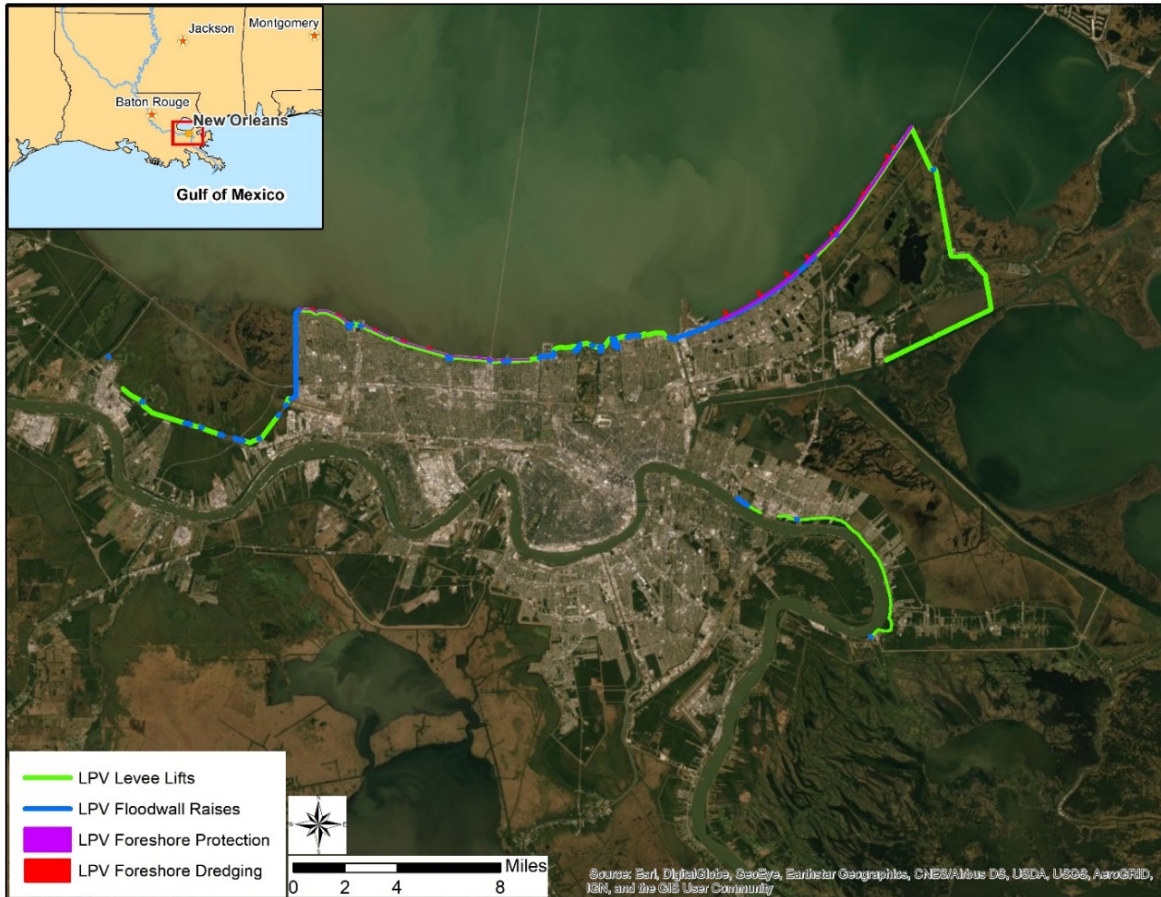 Jackson
Montgomery
Baton Rouge
New Orleans
Gulf of Mexico
LPV Levee Lifts
LPV Floodwall Raises
LPV Foreshore Protection
LPV Foreshore Dredging
N
W E
S
Miles
0 2 4 8
Source: Esri, DigitalGlobe, GeoEye, Earthstar Geographics, CNES/Airbus DS, USDA, USGS, AeroGRID,
IGN, and the GIS User Community